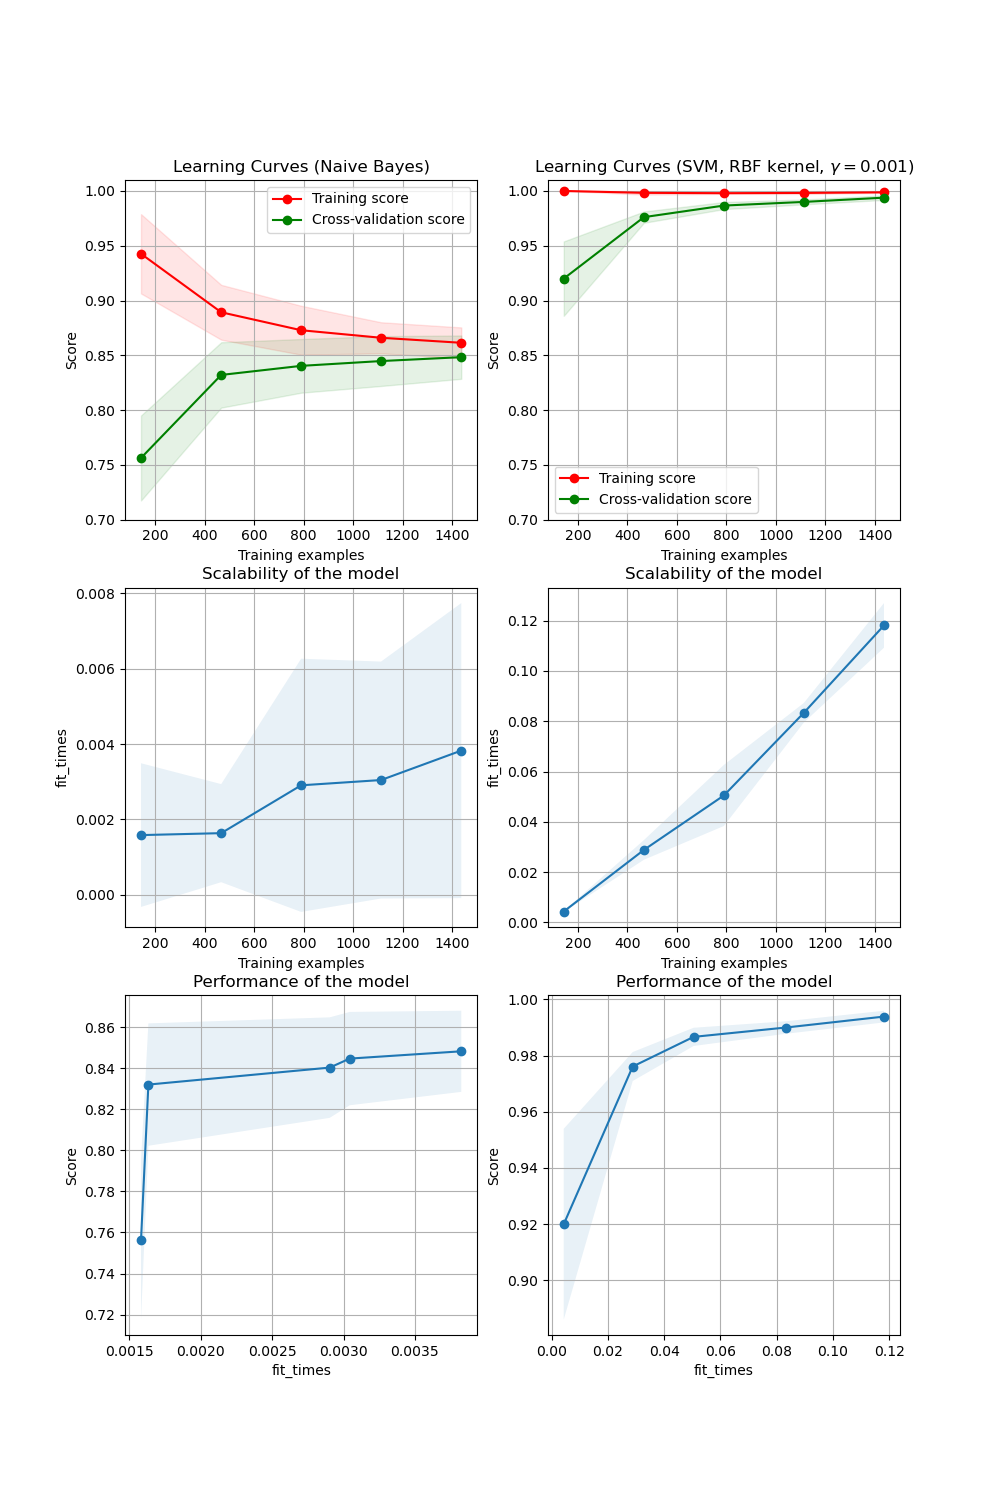 Learning Curves (Naive Bayes)
1.00
0.95
0.90
0.85
0.80
0.75
0.70
Score
Training score
Cross-validation score
200 400 600 800 1000 1200 1400
Training examples
Learning Curves (SVM, RBF kernel, γ = 0.001)
1.00
0.95
0.90
0.85
0.80
0.75
0.70
Score
Training score
Cross-validation score
200 400 600 800 1000 1200 1400
Training examples
Scalability of the model
0.008
0.006
0.004
0.002
0.000
fit_times
200 400 600 800 1000 1200 1400
Training examples
Scalability of the model
0.12
0.10
0.08
0.06
0.04
0.02
0.00
fit_times
200 400 600 800 1000 1200 1400
Training examples
Performance of the model
0.86
0.84
0.82
0.80
0.78
0.76
0.74
0.72
Score
0.0015 0.0020 0.0025 0.0030 0.0035
fit_times
Performance of the model
1.00
0.98
0.96
0.94
0.92
0.90
Score
0.00 0.02 0.04 0.06 0.08 0.10 0.12
fit_times